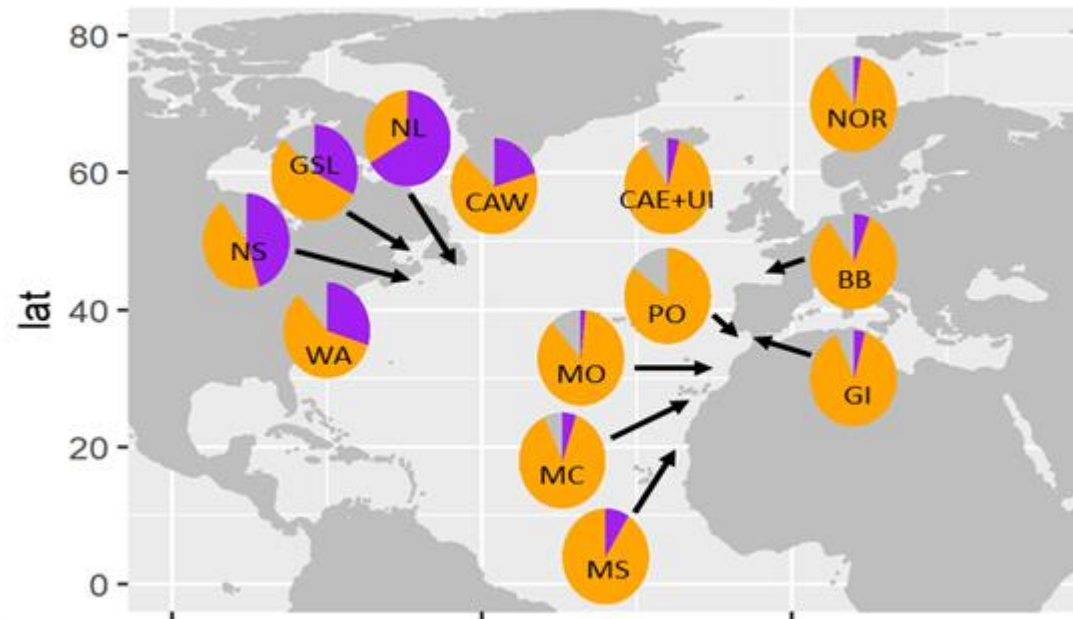 80
60
40
20
0
lat
NOR
NL
GSL
CAW
CAE+UI
NS
BB
PO
WA
MO
GI
MC
MS